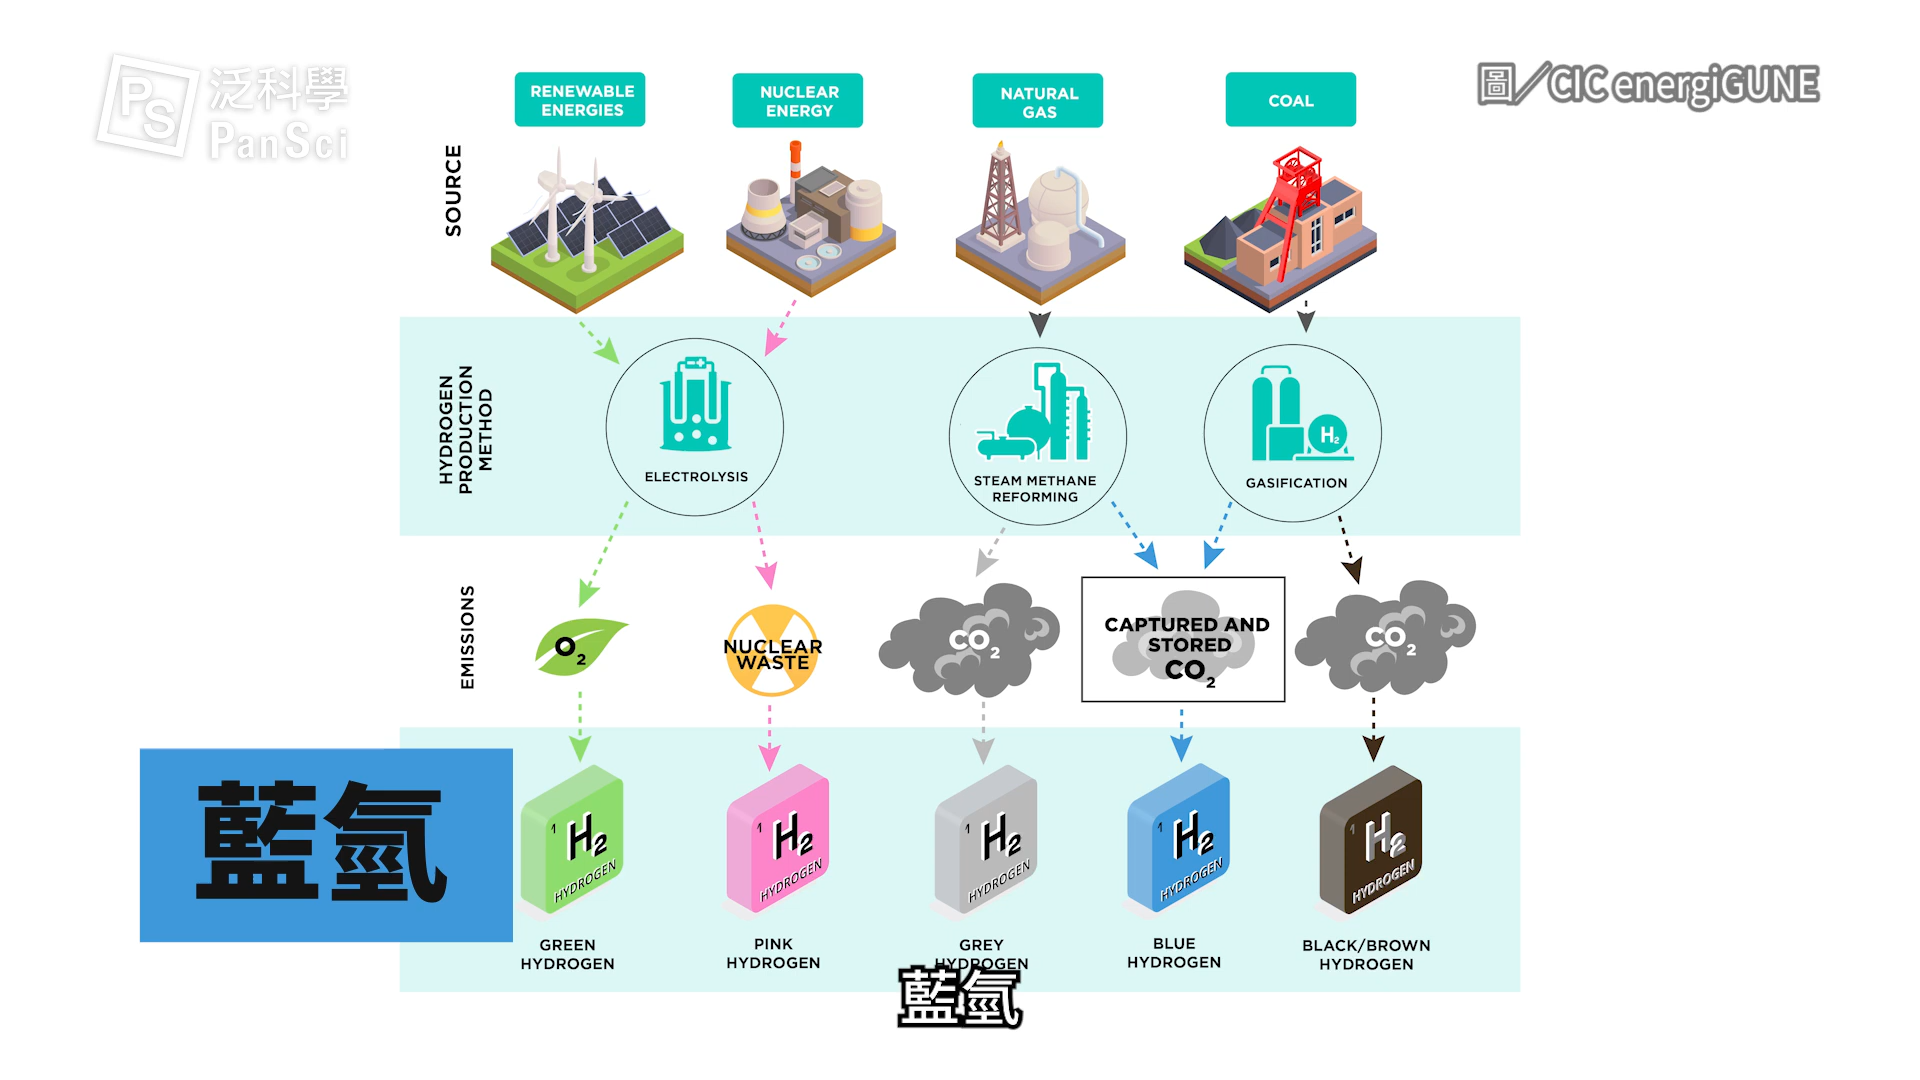 PS
泛科學
PanSci
圖／CIC energiGUNE
RENEWABLE
ENERGIES
NUCLEAR
ENERGY
NATURAL
GAS
COAL
SOURCE
HYDROGEN
PRODUCTION
METHOD
ELECTROLYSIS
STEAM METHANE
REFORMING
H2
GASIFICATION
EMISSIONS
O2
NUCLEAR
WASTE
CO2
CAPTURED AND
STORED
CO2
CO2
藍氫
1
H2
HYDROGEN
1
H2
HYDROGEN
1
H2
HYDROGEN
1
H2
HYDROGEN
1
H2
HYDROGEN
GREEN
HYDROGEN
PINK
HYDROGEN
GREY
HYDROGEN
BLUE
HYDROGEN
BLACK/BROWN
HYDROGEN
藍氫